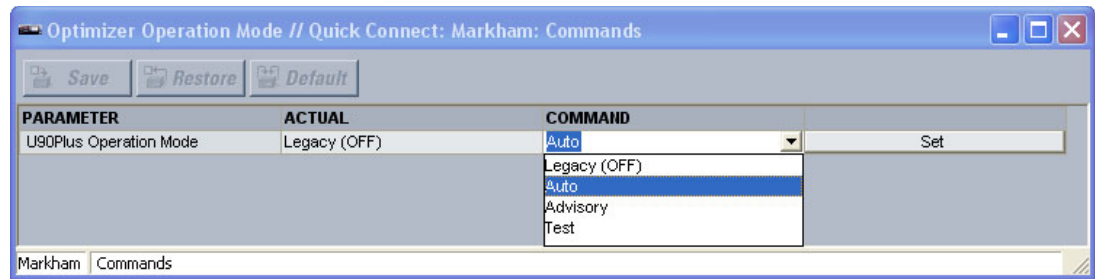 Optimizer Operation Mode // Quick Connect: Markham: Commands
Save Restore Default
PARAMETER ACTUAL COMMAND
U90Plus Operation Mode Legacy (OFF) Auto Set
Legacy (OFF)
Auto
Advisory
Test
Markham Commands